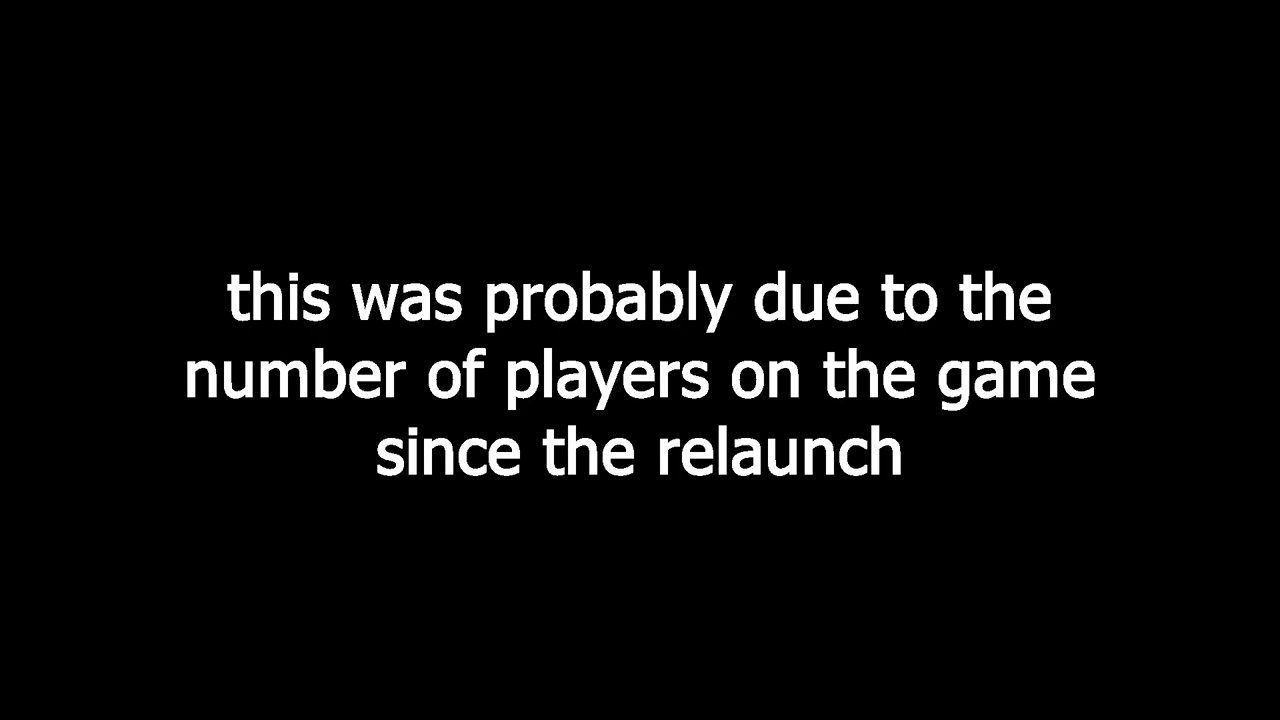 this was probably due to the
number of players on the game
since the relaunch